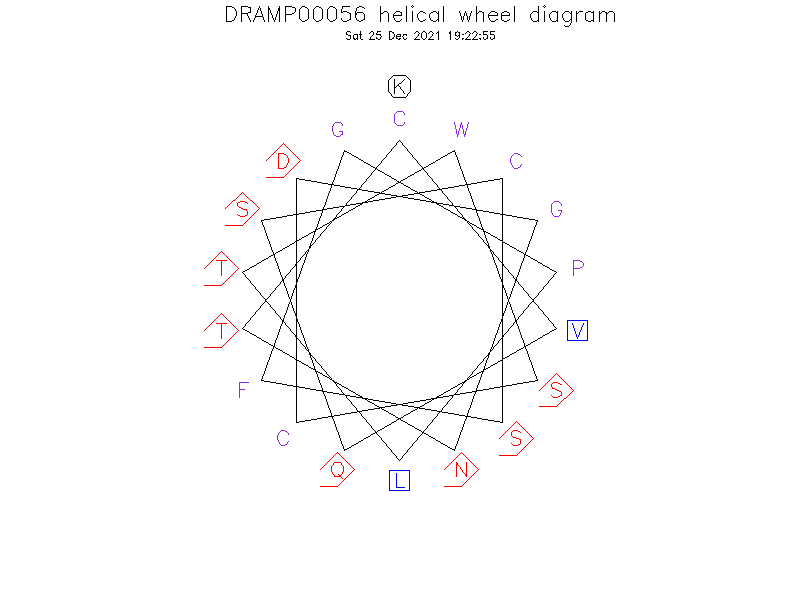 DRAMP00056 helical wheel diagram
Sat 25 Dec 2021 19:22:55
K
G C W
D C
S G
T P
T V
F S
C S
Q L N